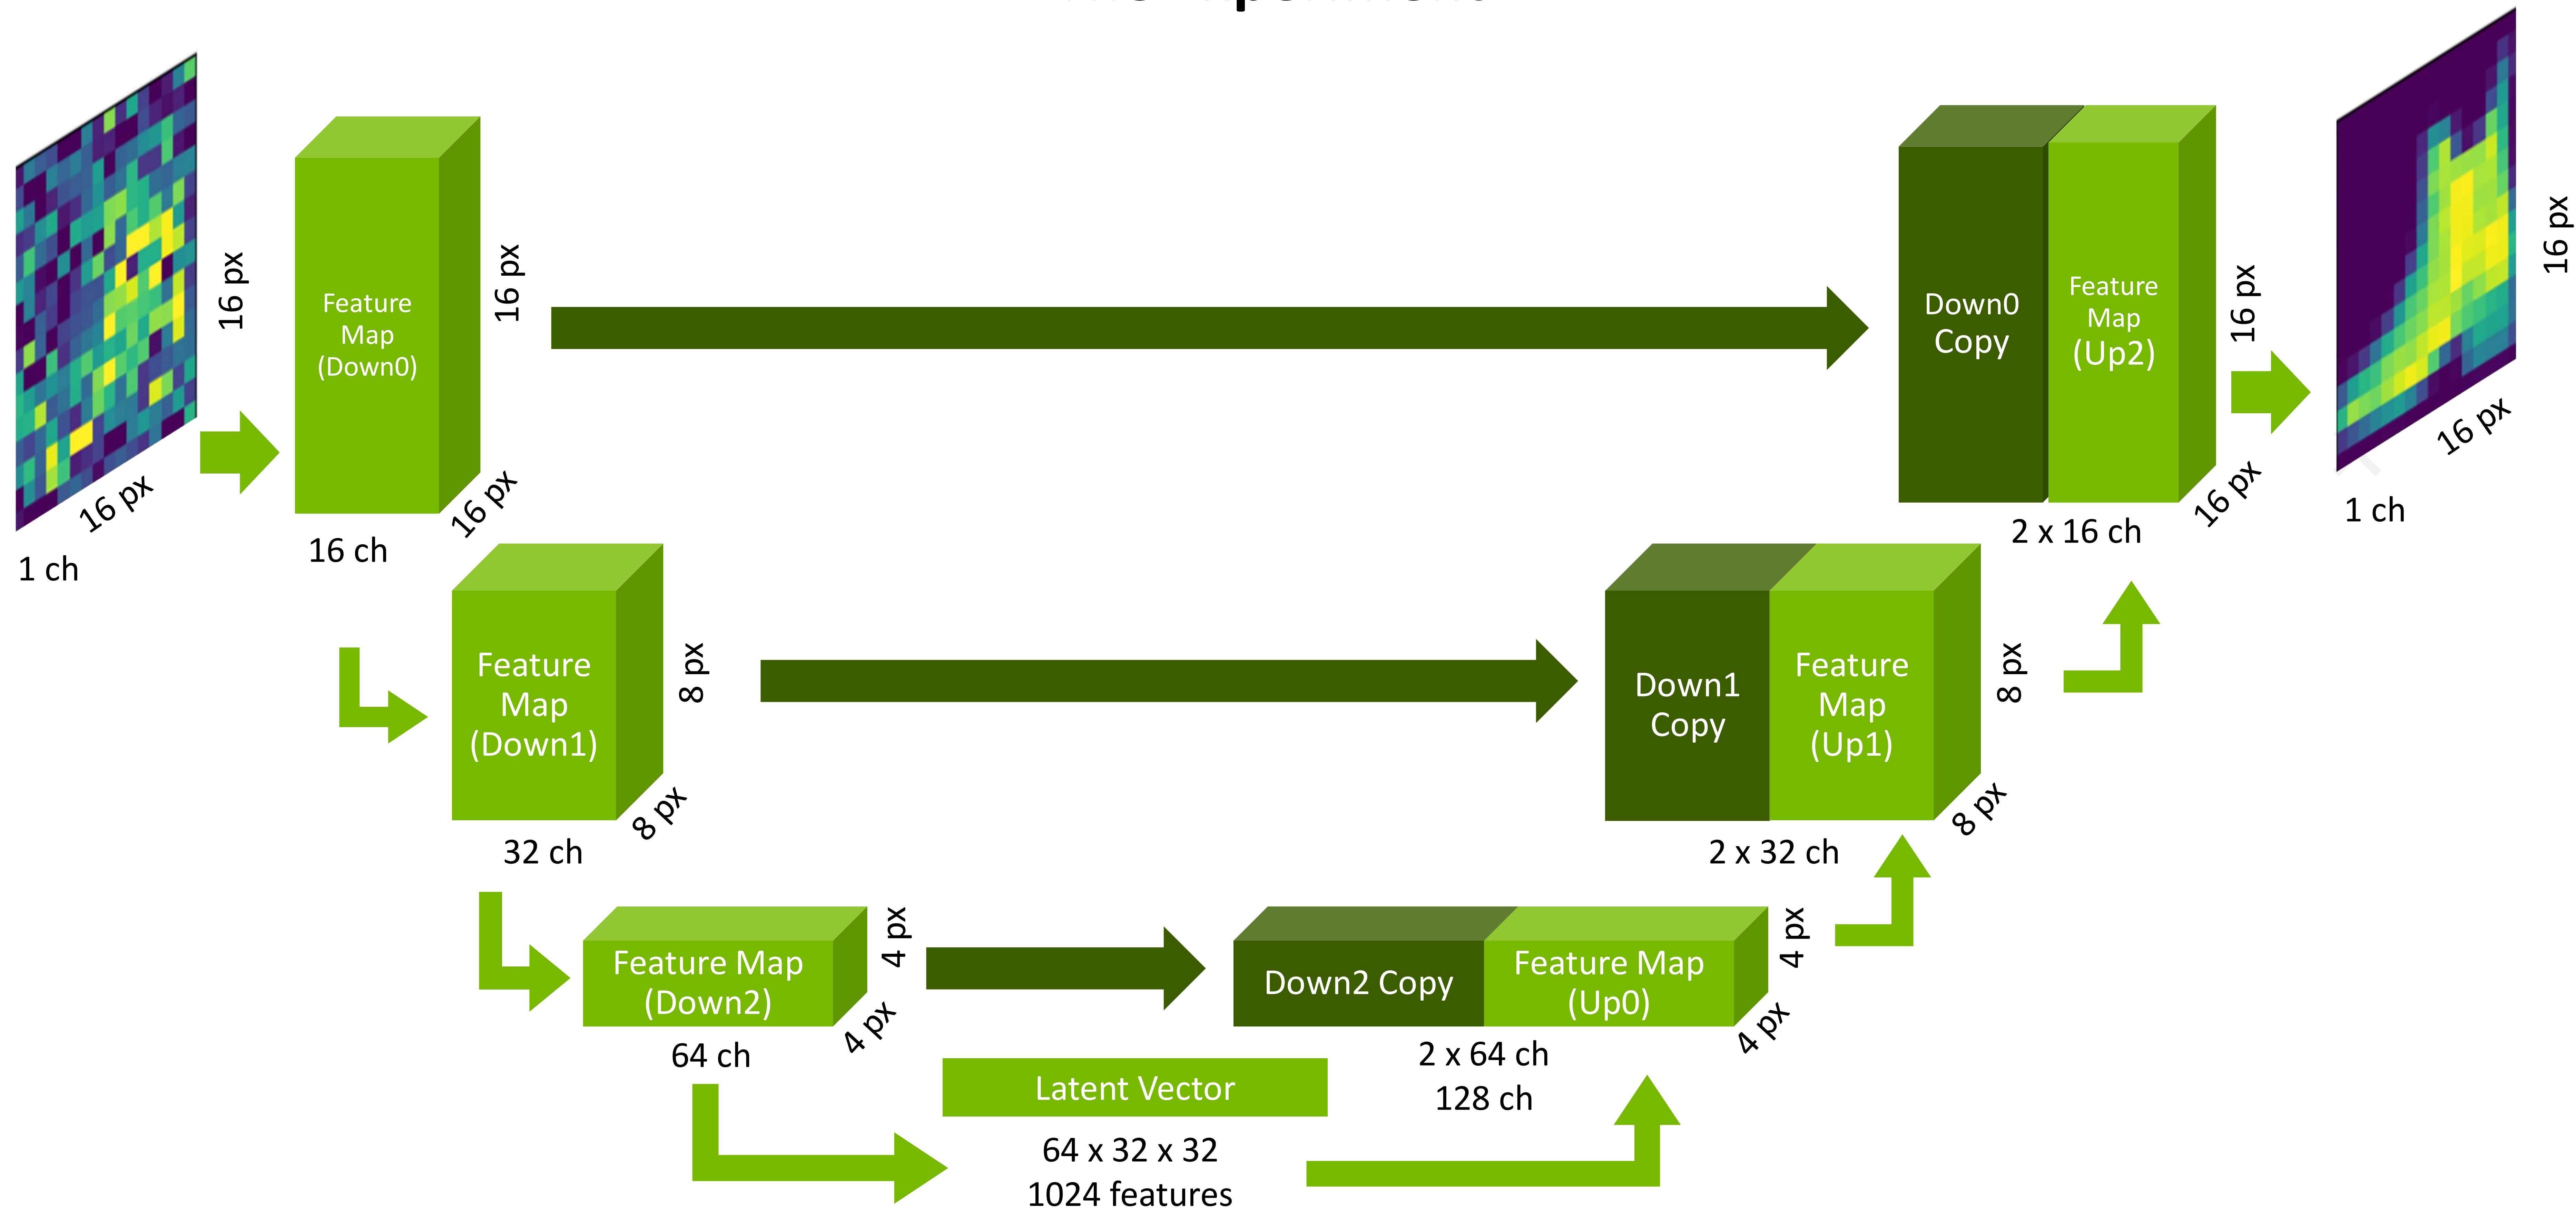 16 px
16 px
1 ch
Feature
Map
(Down0)
16 px
16 px
16 ch
Down0
Copy
Feature
Map
(Up2)
16 px
16 px
2 x 16 ch
16 px
16 px
1 ch
Feature
Map
(Down1)
8 px
8 px
32 ch
Down1
Copy
Feature
Map
(Up1)
8 px
8 px
2 x 32 ch
Feature Map
(Down2)
4 px
4 px
64 ch
Down2 Copy
Feature Map
(Up0)
4 px
4 px
2 x 64 ch
128 ch
Latent Vector
64 x 32 x 32
1024 features